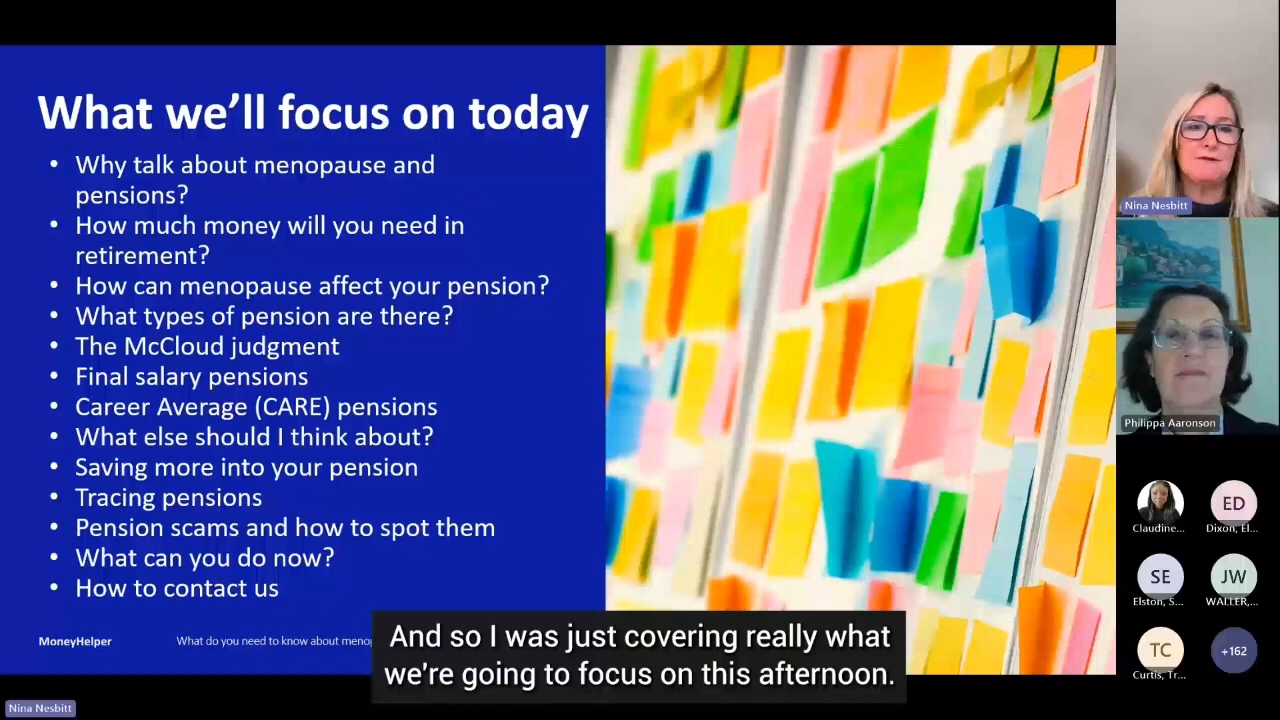 What we'll focus on today
• Why talk about menopause and
pensions?
• How much money will you need in
retirement?
• How can menopause affect your pension?
• What types of pension are there?
• The McCloud judgment
• Final salary pensions
• Career Average (CARE) pensions
• What else should I think about?
• Saving more into your pension
• Tracing pensions
• Pension scams and how to spot them
• What can you do now?
• How to contact us
MoneyHelper
What do you need to know about menop
And so I was just covering really what
we're going to focus on this afternoon.
Nina Nesbitt
Nina Nesbitt
Philippa Aaronson
Claudine...
ED
Dixon, El...
SE
Elston, S...
JW
WALLER,...
TC
Curtis, Tr...
+162